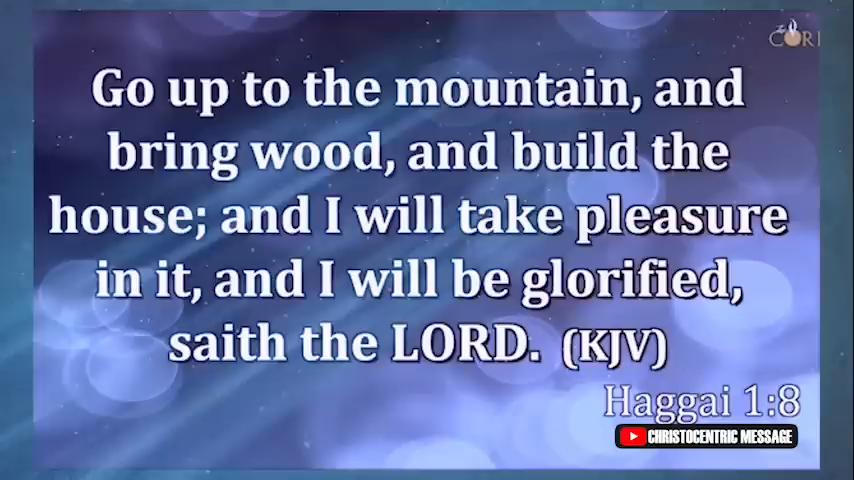 CORI
Go up to the mountain, and
bring wood, and build the
house; and I will take pleasure
in it, and I will be glorified,
saith the LORD. (KJV)
Haggai 1:8
CHRISTOCENTRIC MESSAGE